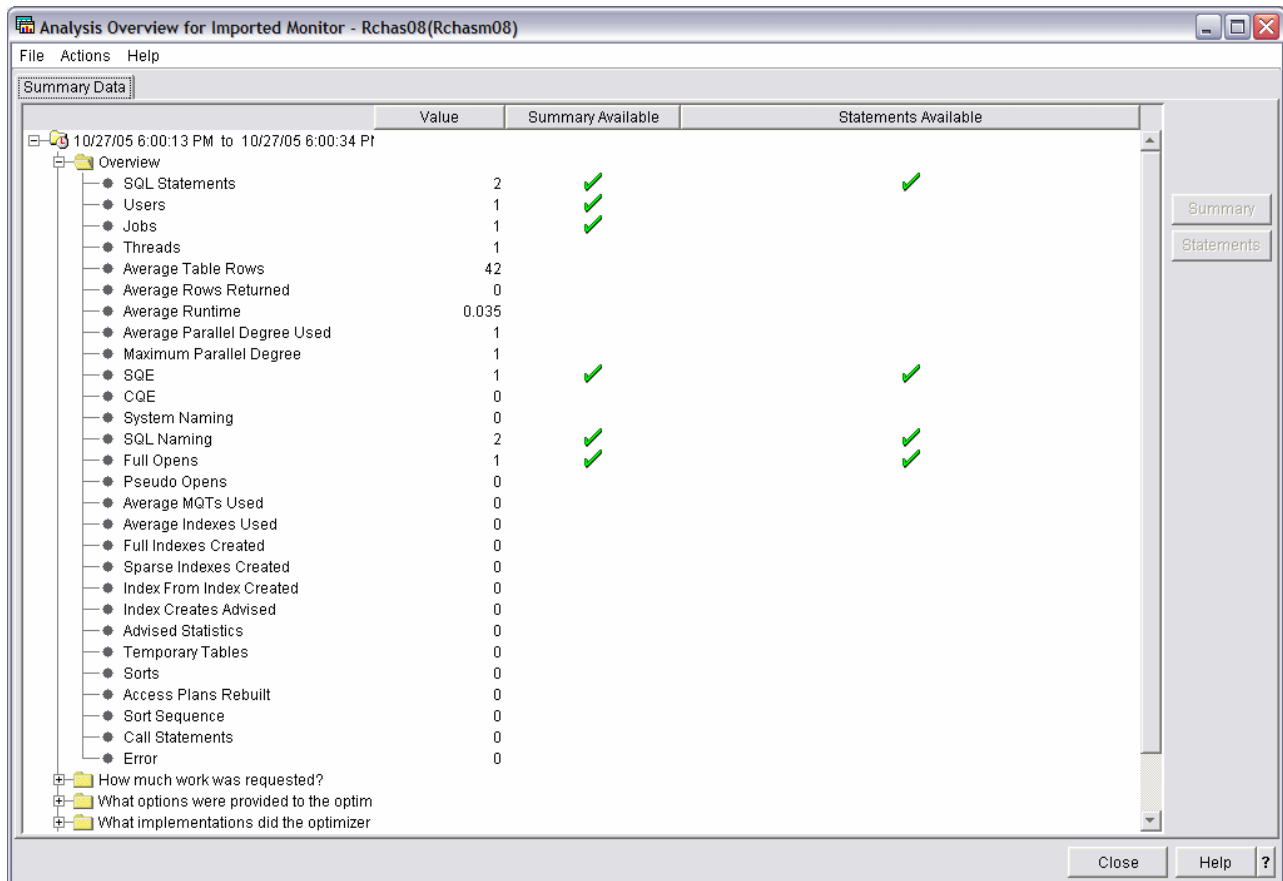 Analysis Overview for Imported Monitor - Rchas08(Rchasm08)
File Actions Help
Summary Data
Value Summary Available Statements Available
10/27/05 6:00:13 PM to 10/27/05 6:00:34 PM
Overview
SQL Statements 2
Users 1
Jobs 1
Threads 1
Average Table Rows 42
Average Rows Returned 0
Average Runtime 0.035
Average Parallel Degree Used 1
Maximum Parallel Degree 1
SQE 1
CQE 0
System Naming 0
SQL Naming 2
Full Opens 1
Pseudo Opens 0
Average MQTs Used 0
Average Indexes Used 0
Full Indexes Created 0
Sparse Indexes Created 0
Index From Index Created 0
Index Creates Advised 0
Advised Statistics 0
Temporary Tables 0
Sorts 0
Access Plans Rebuilt 0
Sort Sequence 0
Call Statements 0
Error 0
How much work was requested?
What options were provided to the optim
What implementations did the optimizer
Summary
Statements
Close Help ?